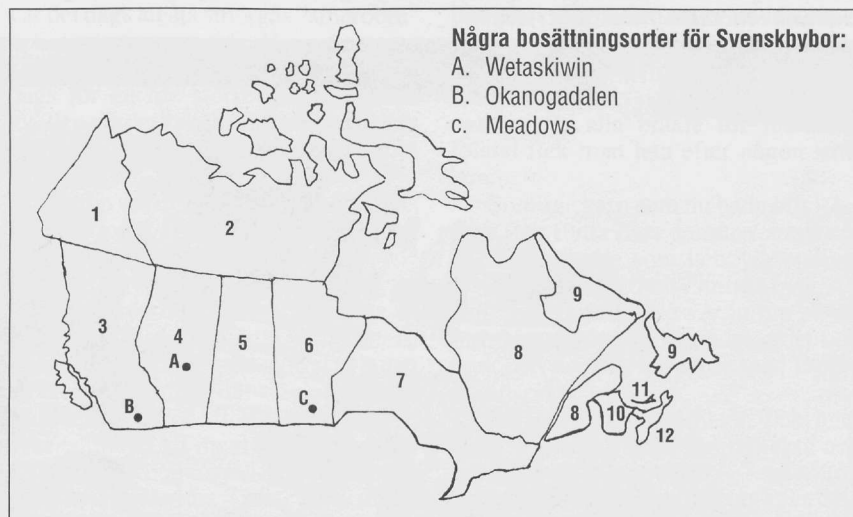 Några bosättningsorter för Svenskbybor:
A. Wetaskiwin
B. Okanogadalen
c. Meadows
1
2
3
4
5
6
7
8
9
9
A
B
C
8
10
11
12